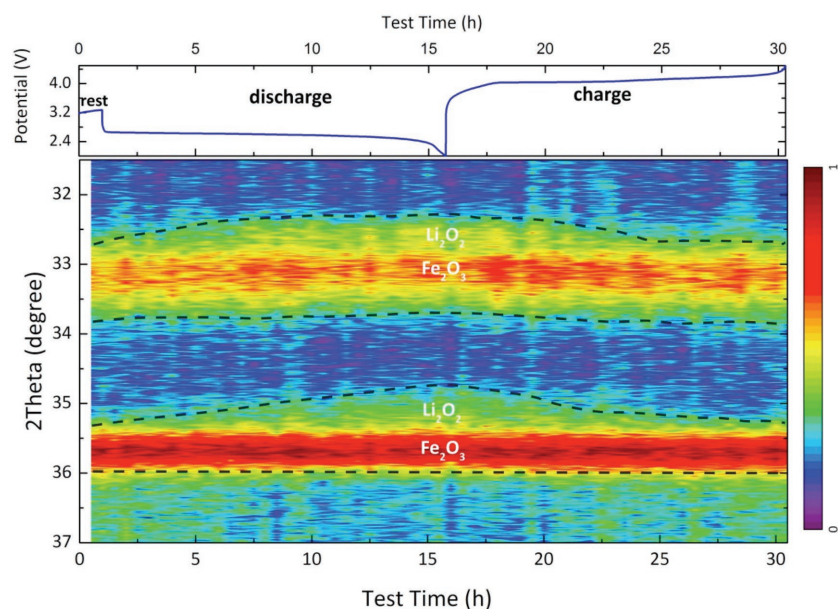 Test Time (h)
0 5 10 15 20 25 30
Potential (V)
4.0
3.2
2.4
rest
discharge
charge
2Theta (degree)
32
33
34
35
36
37
Li₂O₂
Fe₂O₃
Li₂O₂
Fe₂O₃
1
0
0 5 10 15 20 25 30
Test Time (h)